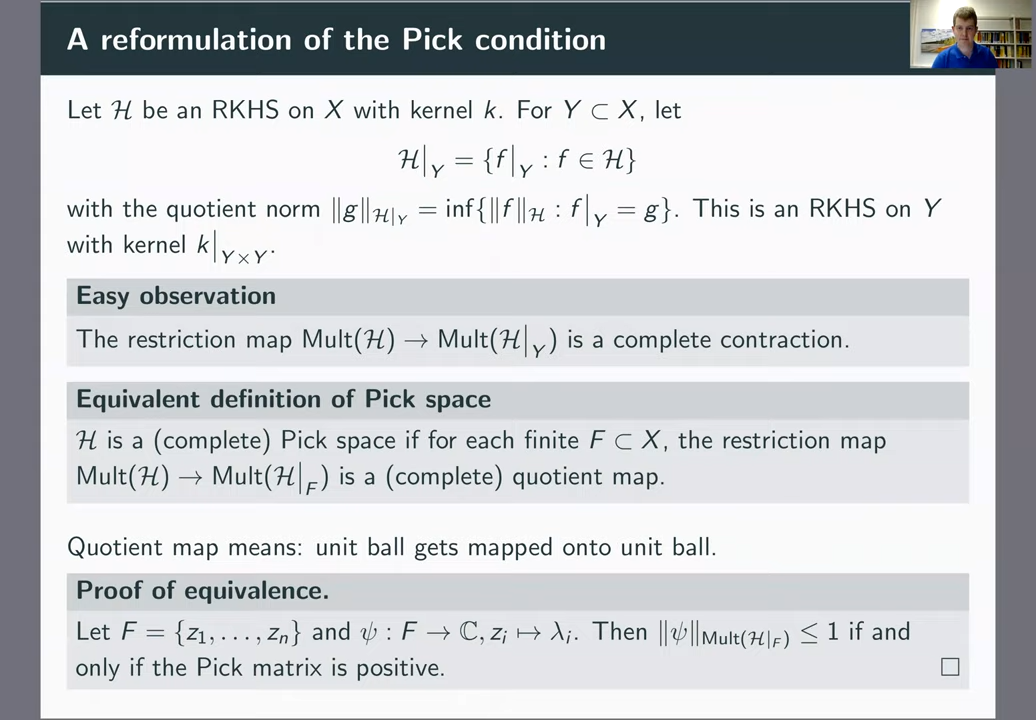 A reformulation of the Pick condition
Let ℋ be an RKHS on X with kernel k. For Y ⊂ X, let
ℋ|_Y = {f|_Y : f ∈ ℋ}
with the quotient norm ‖g‖_{ℋ|_Y} = inf{‖f‖_ℋ : f|_Y = g}. This is an RKHS on Y
with kernel k|_{Y×Y}.
Easy observation
The restriction map Mult(ℋ) → Mult(ℋ|_Y) is a complete contraction.
Equivalent definition of Pick space
ℋ is a (complete) Pick space if for each finite F ⊂ X, the restriction map
Mult(ℋ) → Mult(ℋ|_F) is a (complete) quotient map.
Quotient map means: unit ball gets mapped onto unit ball.
Proof of equivalence.
Let F = {z₁, . . . , zₙ} and ψ : F → ℂ, zᵢ ↦ λᵢ. Then ‖ψ‖_{Mult(ℋ|_F)} ≤ 1 if and
only if the Pick matrix is positive. □